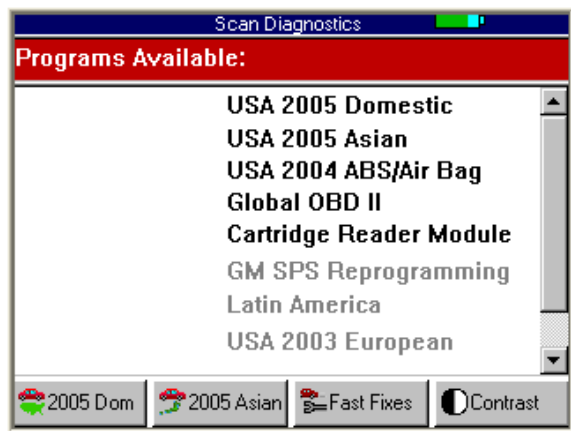 Scan Diagnostics
Programs Available:
USA 2005 Domestic
USA 2005 Asian
USA 2004 ABS/Air Bag
Global OBD II
Cartridge Reader Module
GM SPS Reprogramming
Latin America
USA 2003 European
2005 Dom 2005 Asian Fast Fixes Contrast